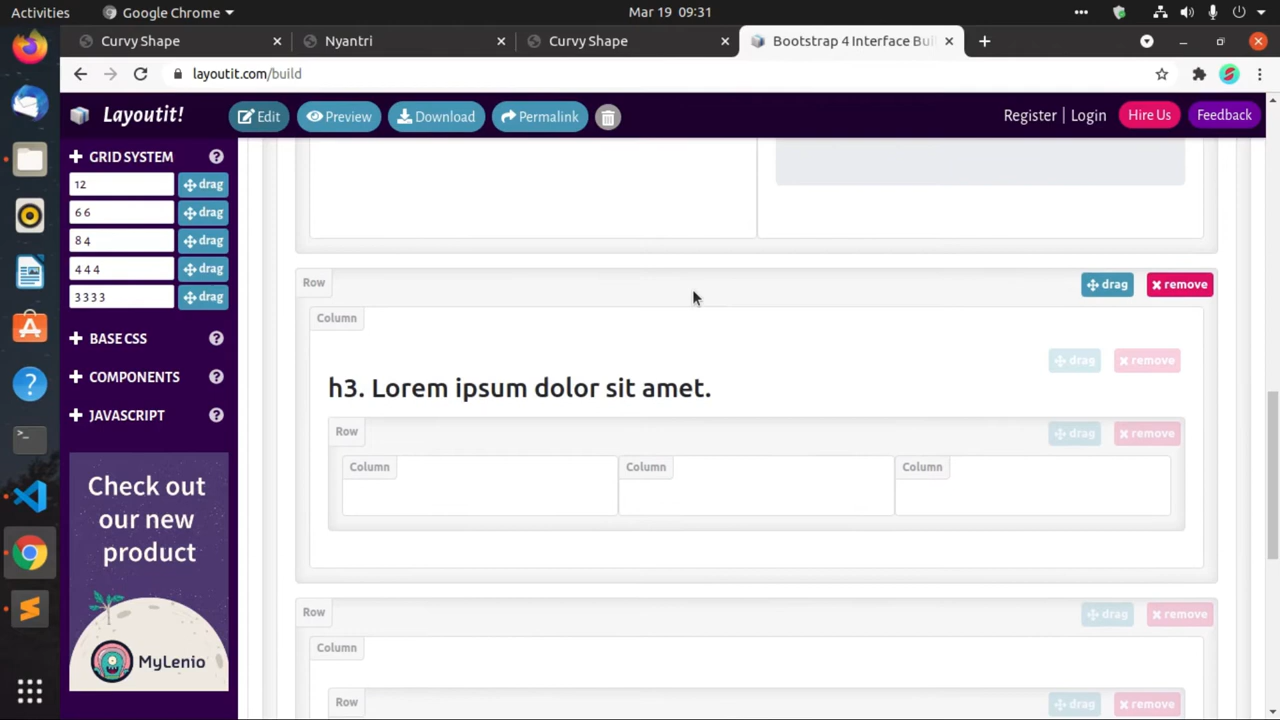 Activities Google Chrome Mar 19 09:31
Curvy Shape Nyantri Curvy Shape Bootstrap 4 Interface Bui
layoutit.com/build
Layoutit! Edit Preview Download Permalink Register | Login Hire Us Feedback
GRID SYSTEM
12 drag
6 6 drag
8 4 drag
4 4 4 drag
3 3 3 3 drag
BASE CSS
COMPONENTS
JAVASCRIPT
Check out
our new
product
MyLenio
Row drag remove
Column
drag remove
h3. Lorem ipsum dolor sit amet.
Row drag remove
Column Column Column
Row drag remove
Column
Row drag remove